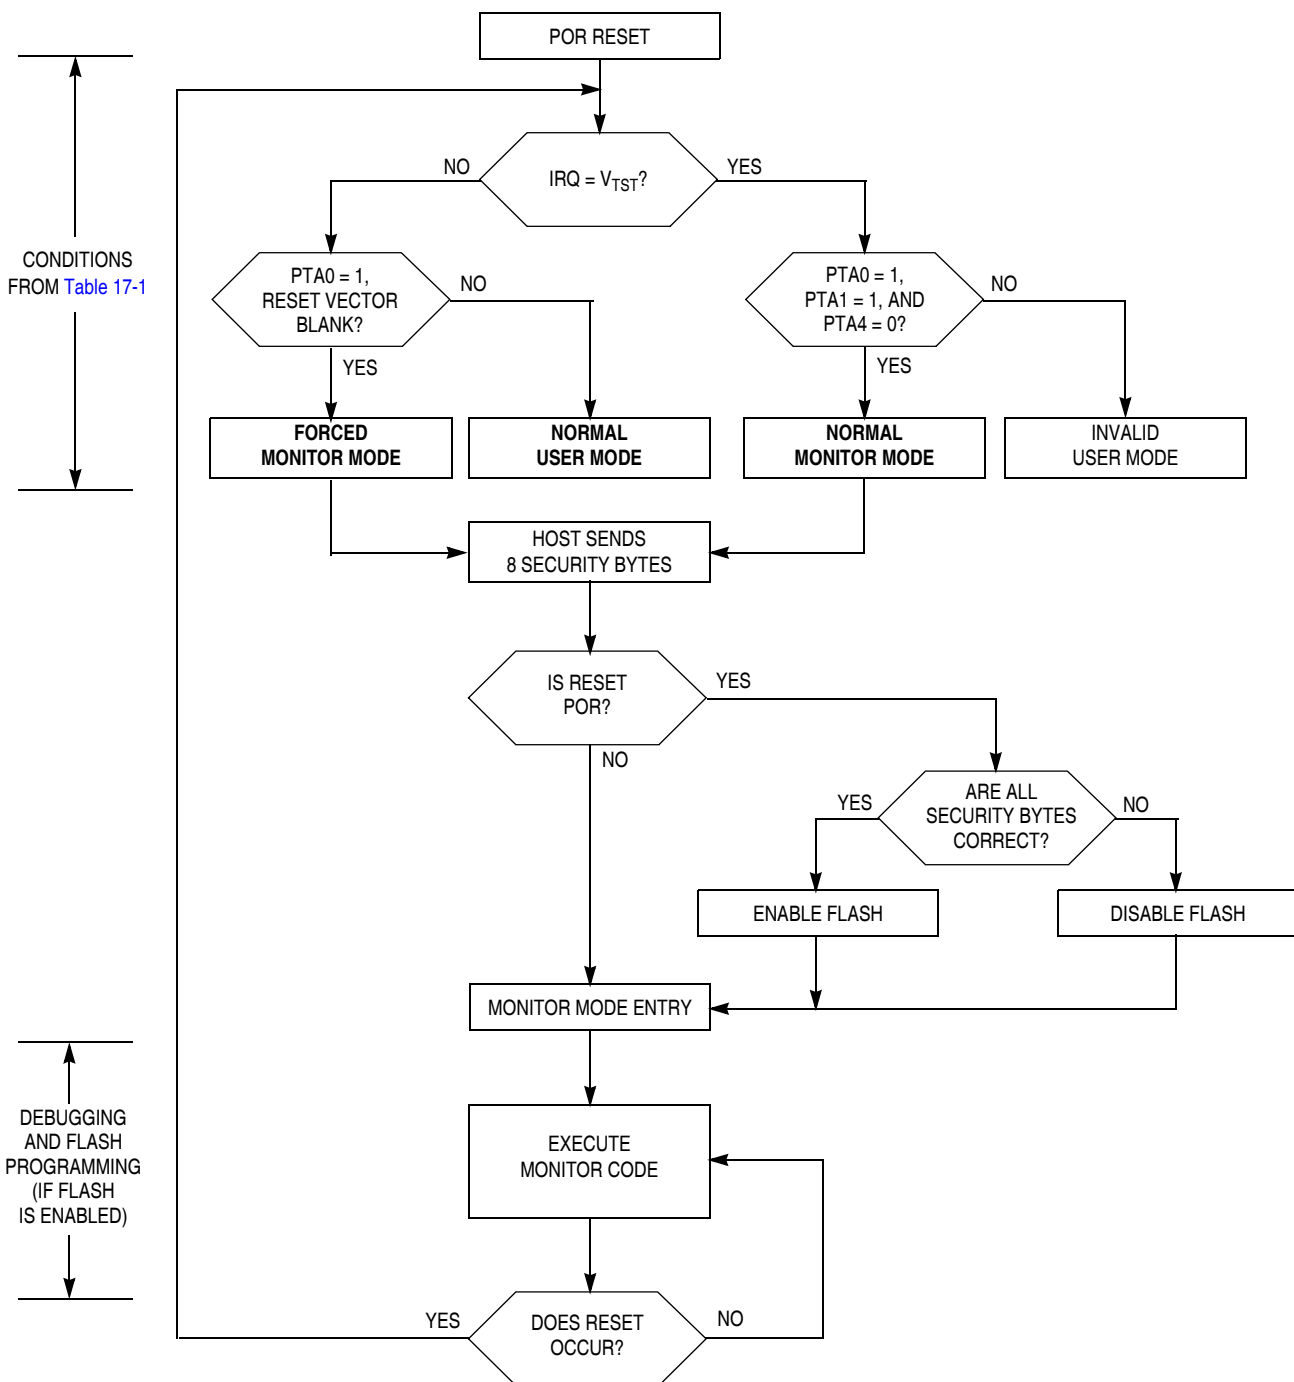 POR RESET
IRQ = VTST?
NO
YES
CONDITIONS
FROM Table 17-1
PTA0 = 1,
RESET VECTOR
BLANK?
NO
YES
PTA0 = 1,
PTA1 = 1, AND
PTA4 = 0?
NO
YES
FORCED
MONITOR MODE
NORMAL
USER MODE
NORMAL
MONITOR MODE
INVALID
USER MODE
HOST SENDS
8 SECURITY BYTES
IS RESET
POR?
YES
NO
ARE ALL
SECURITY BYTES
CORRECT?
YES
NO
ENABLE FLASH
DISABLE FLASH
MONITOR MODE ENTRY
DEBUGGING
AND FLASH
PROGRAMMING
(IF FLASH
IS ENABLED)
EXECUTE
MONITOR CODE
DOES RESET
OCCUR?
YES
NO